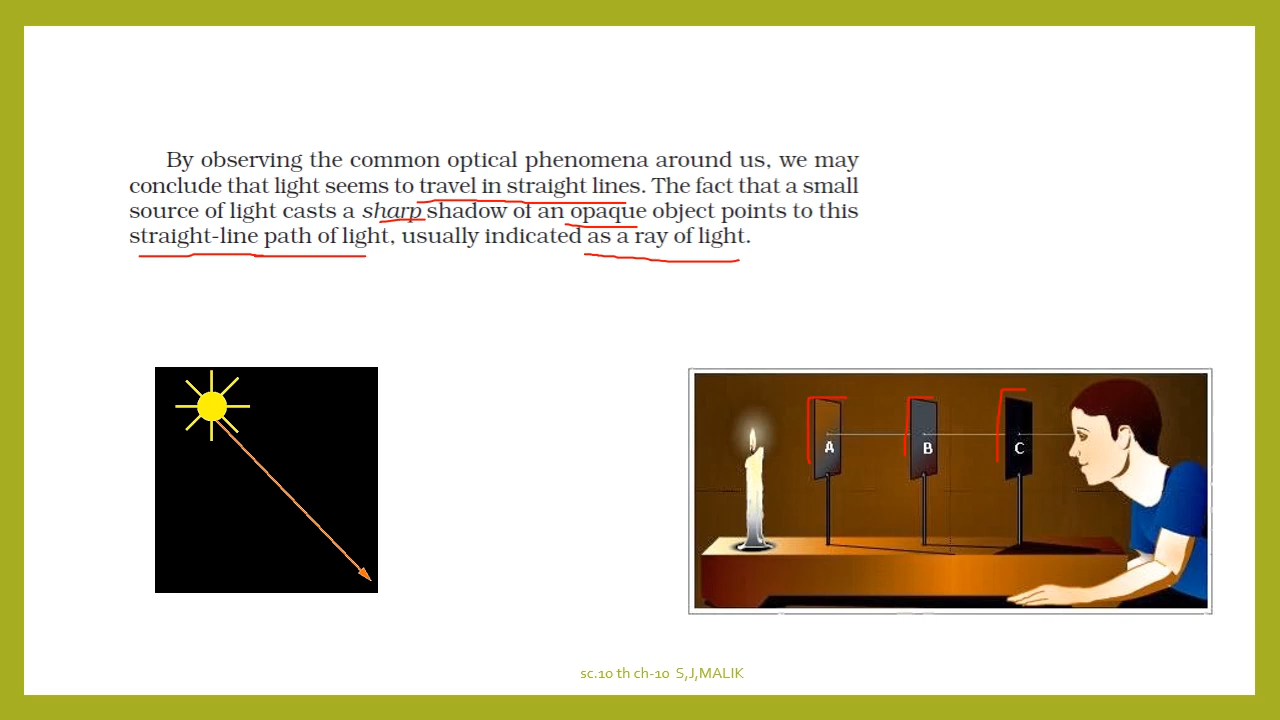 By observing the common optical phenomena around us, we may
conclude that light seems to travel in straight lines. The fact that a small
source of light casts a sharp shadow of an opaque object points to this
straight-line path of light, usually indicated as a ray of light.
A
B
C
sc.10 th ch-10 S,J,MALIK